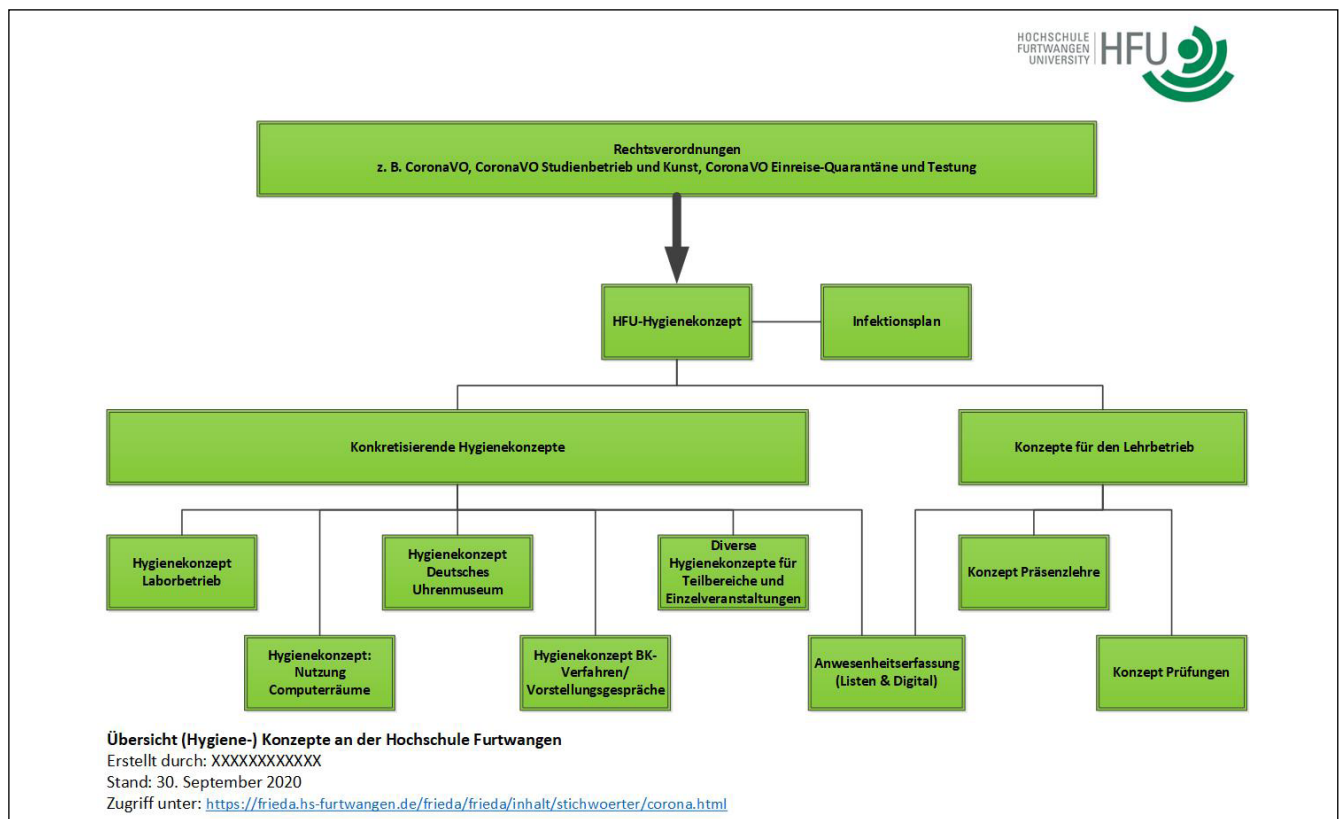 HOCHSCHULE
FURTWANGEN
UNIVERSITY
HFU
Rechtsverordnungen
z. B. CoronaVO, CoronaVO Studienbetrieb und Kunst, CoronaVO Einreise-Quarantäne und Testung
HFU-Hygienekonzept
Infektionsplan
Konkretisierende Hygienekonzepte
Konzepte für den Lehrbetrieb
Hygienekonzept
Laborbetrieb
Hygienekonzept
Deutsches
Uhrenmuseum
Diverse
Hygienekonzepte für
Teilbereiche und
Einzelveranstaltungen
Konzept Präsenzlehre
Hygienekonzept:
Nutzung
Computerräume
Hygienekonzept BK-
Verfahren/
Vorstellungsgespräche
Anwesenheitserfassung
(Listen & Digital)
Konzept Prüfungen
Übersicht (Hygiene-) Konzepte an der Hochschule Furtwangen
Erstellt durch: XXXXXXXXXXXX
Stand: 30. September 2020
Zugriff unter: https://frieda.hs-furtwangen.de/frieda/frieda/inhalt/stichwoerter/corona.html